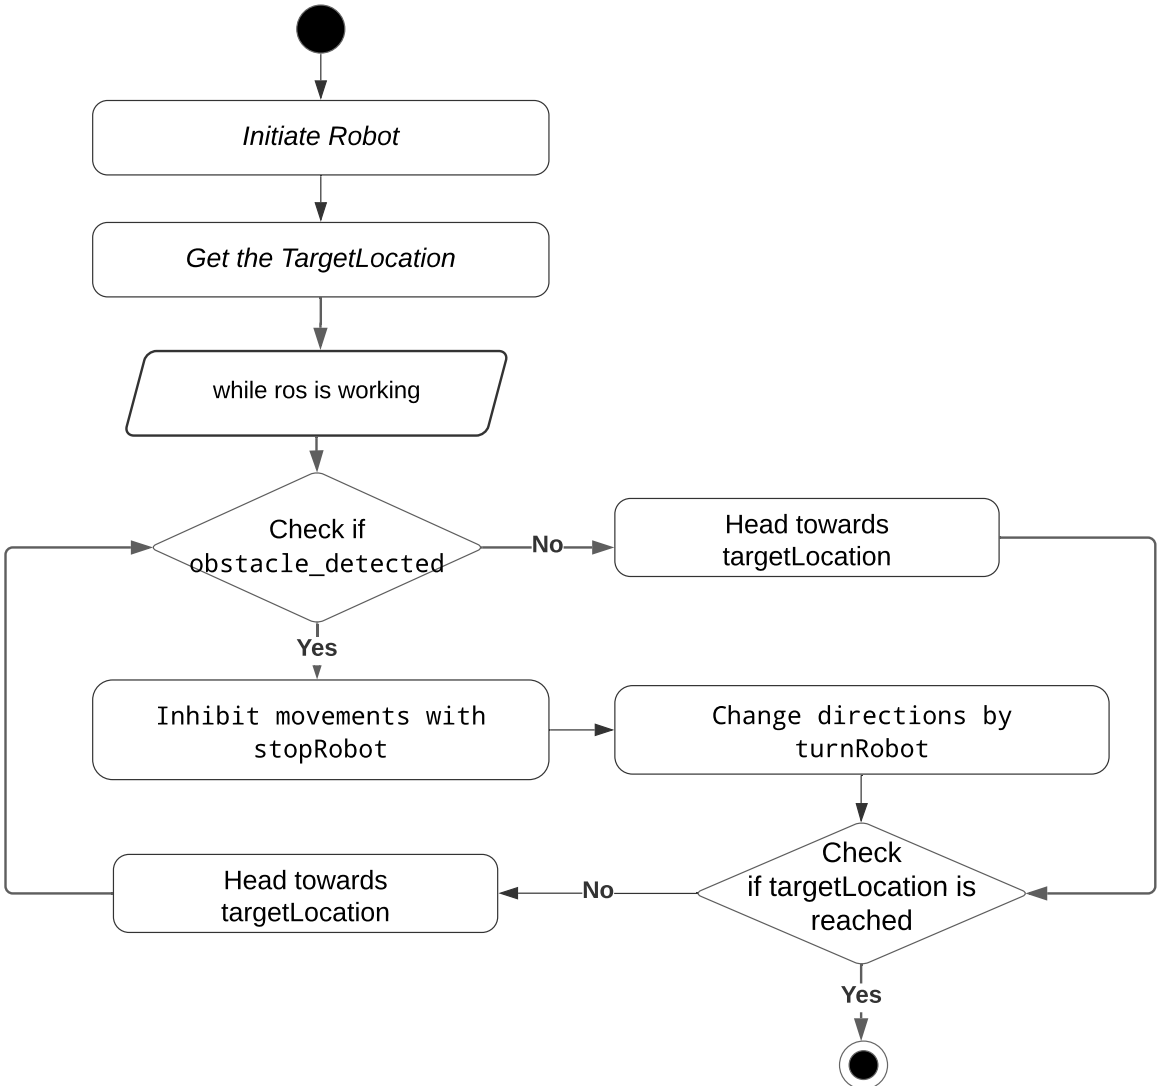 Initiate Robot
Get the TargetLocation
while ros is working
Check if
obstacle_detected
No
Head towards
targetLocation
Yes
Inhibit movements with
stopRobot
Change directions by
turnRobot
Check
if targetLocation is
reached
No
Head towards
targetLocation
Yes